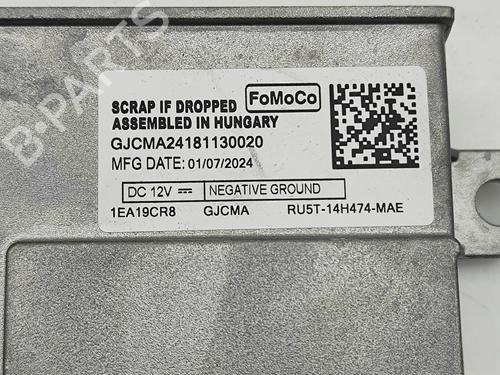 B-PARTS
SCRAP IF DROPPED
ASSEMBLED IN HUNGARY
FoMoCo
GJCMA24181130020
MFG DATE: 01/07/2024
DC 12V NEGATIVE GROUND
1EA19CR8 GJCMA RU5T-14H474-MAE